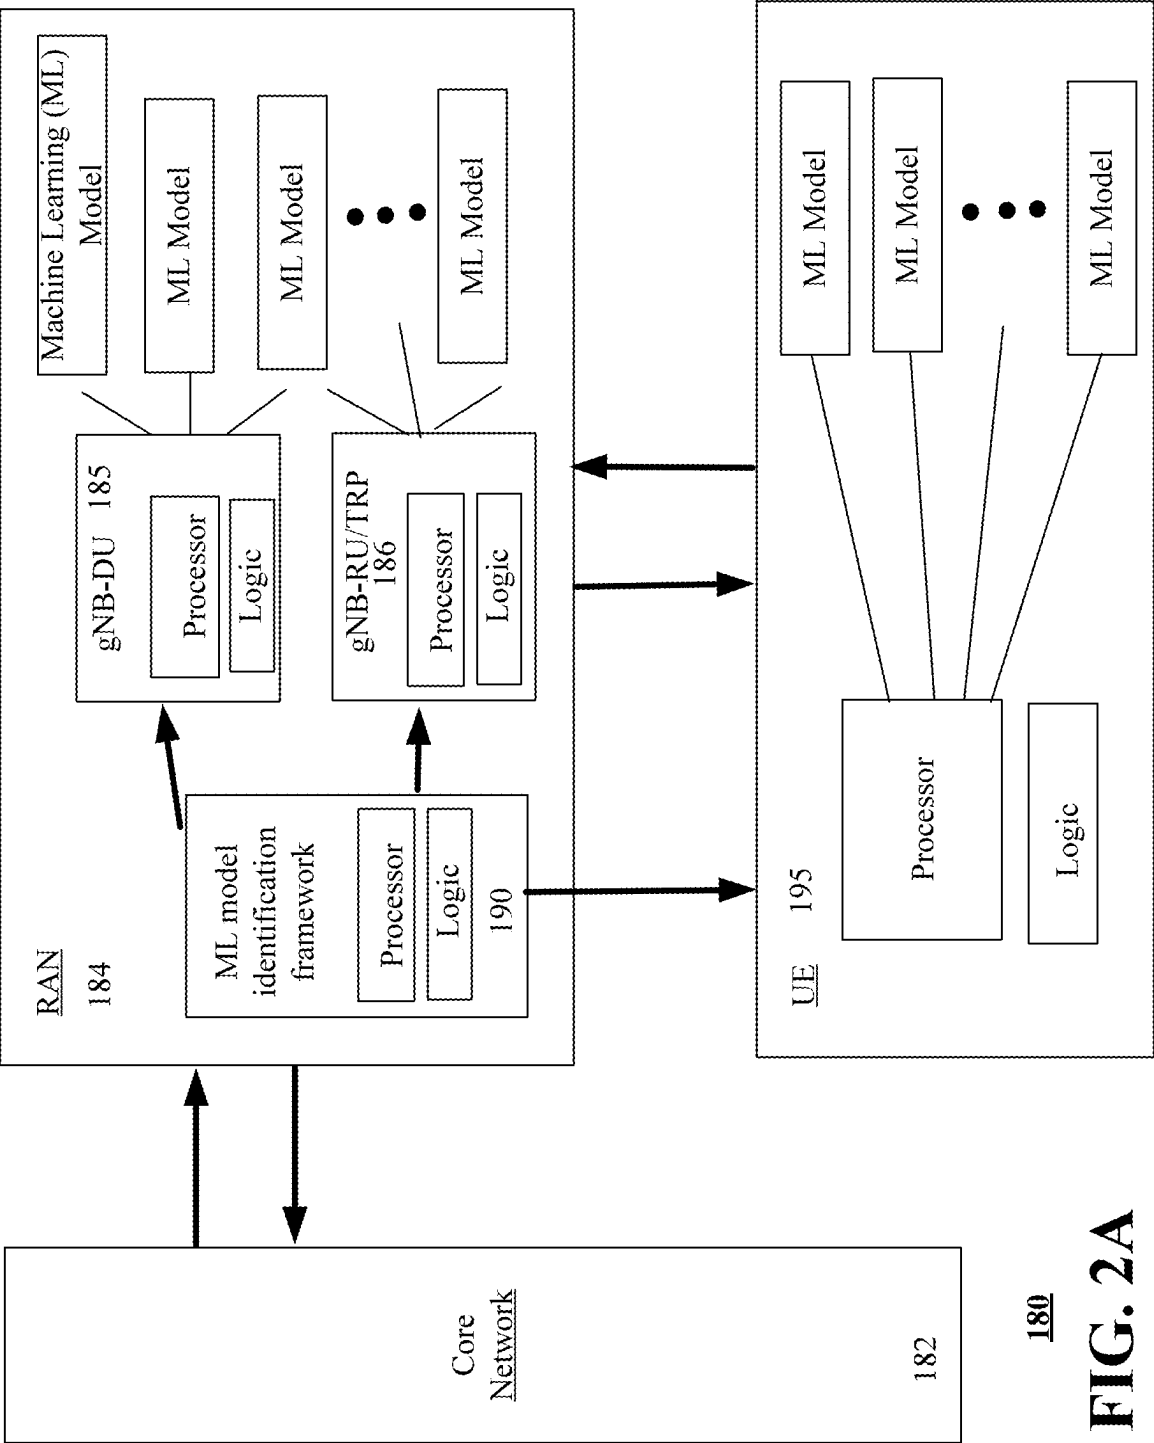 Core
Network
182
RAN
184
ML model
identification
framework
Processor
Logic
190
gNB-DU 185
Processor
Logic
gNB-RU/TRP
186
Processor
Logic
Machine Learning (ML)
Model
ML Model
ML Model
ML Model
UE 195
Processor
Logic
ML Model
ML Model
ML Model
180
FIG. 2A